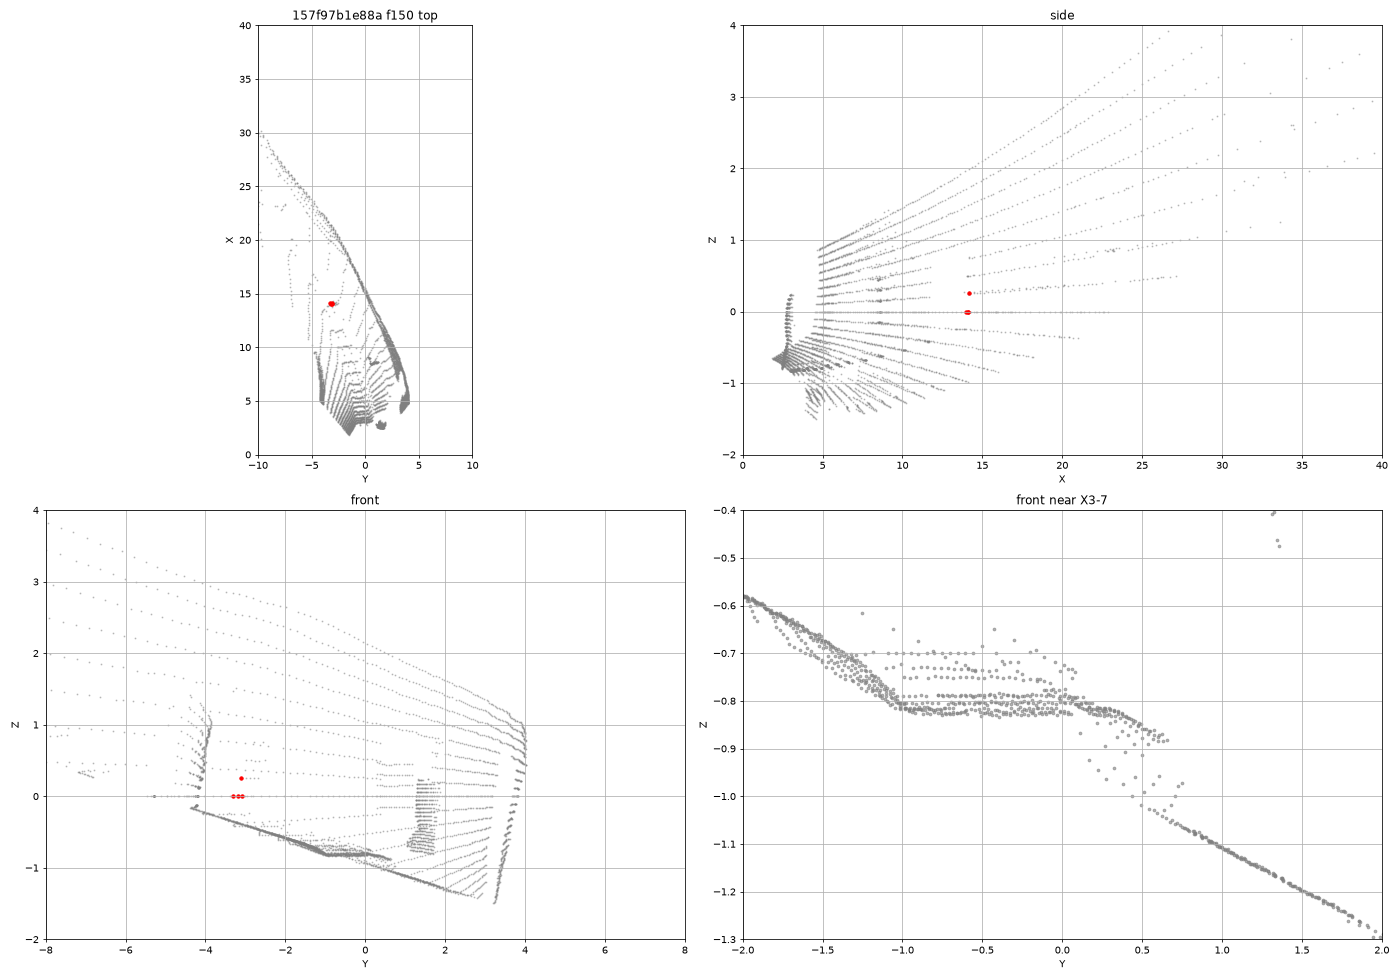 157f97b1e88a f150 top
40
35
30
25
X 20
15
10
5
0
−10 −5 0 5 10
Y
side
4
3
2
Z 1
0
−1
−2
0 5 10 15 20 25 30 35 40
X
front
4
3
2
Z 1
0
−1
−2
−8 −6 −4 −2 0 2 4 6 8
Y
front near X3-7
−0.4
−0.5
−0.6
−0.7
−0.8
Z −0.9
−1.0
−1.1
−1.2
−1.3
−2.0 −1.5 −1.0 −0.5 0.0 0.5 1.0 1.5 2.0
Y